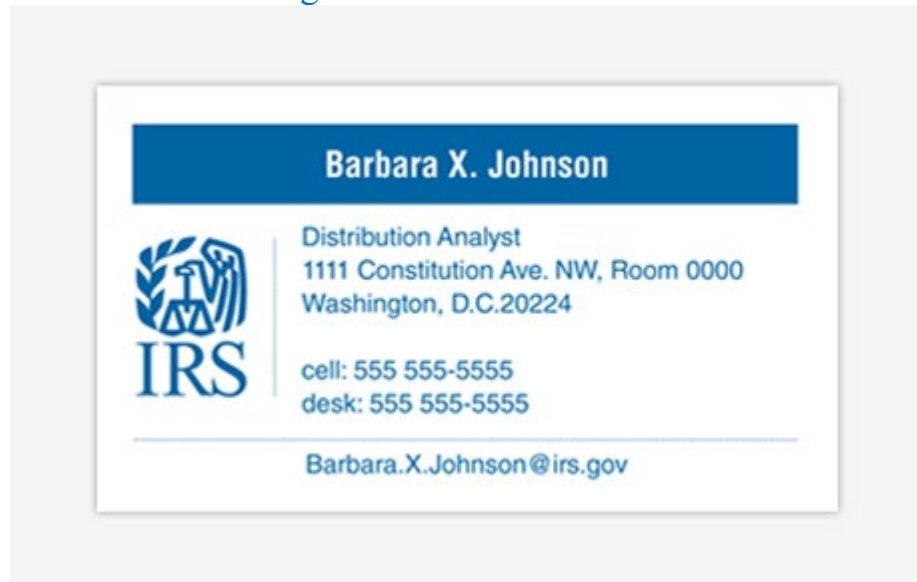 Barbara X. Johnson
Distribution Analyst
1111 Constitution Ave. NW, Room 0000
Washington, D.C.20224
IRS
cell: 555 555-5555
desk: 555 555-5555
Barbara.X.Johnson@irs.gov